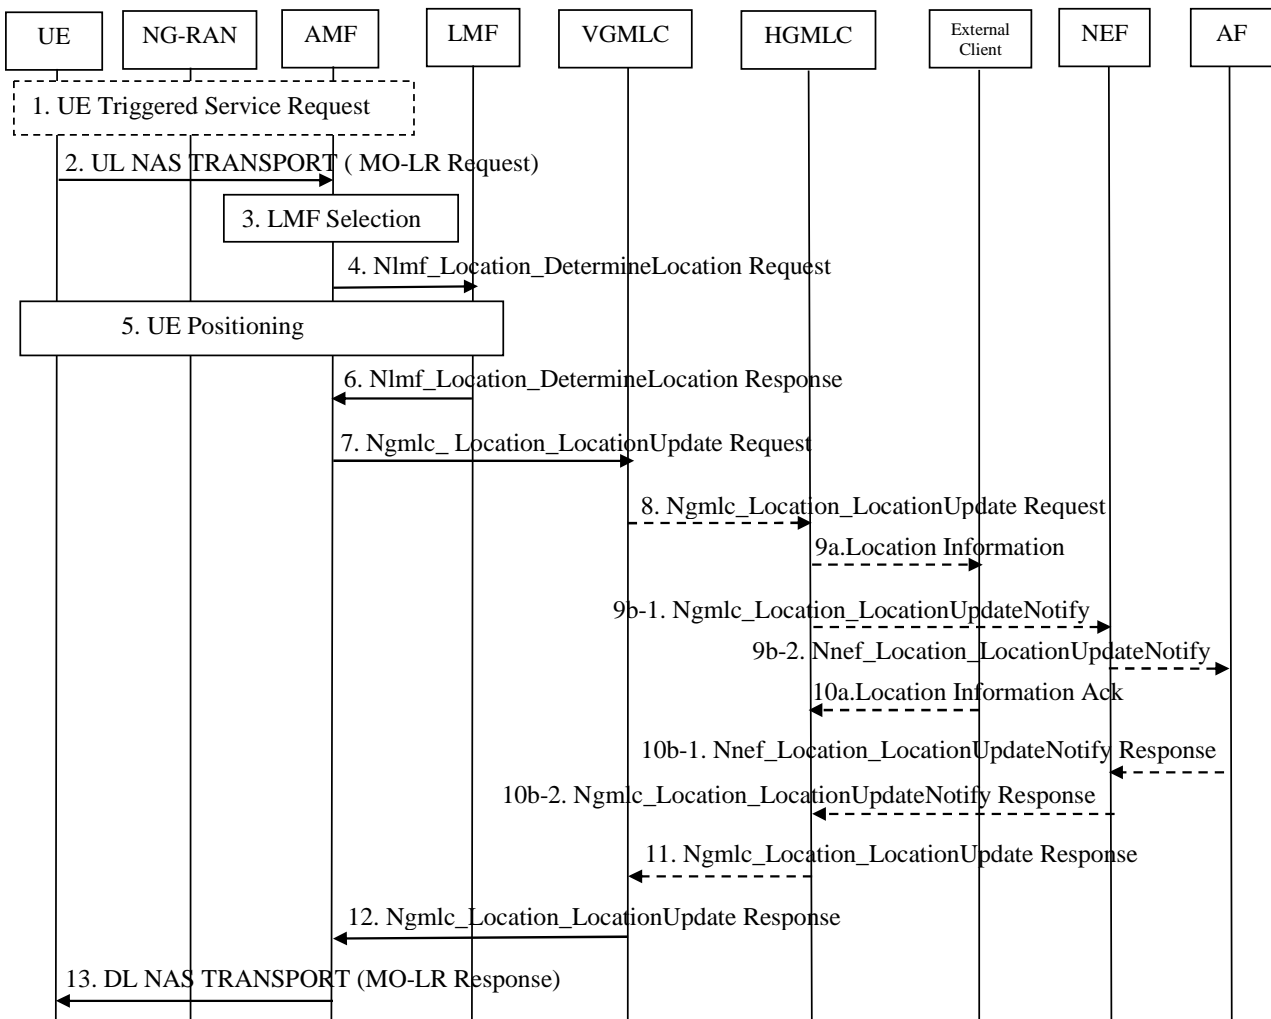 UE
NG-RAN
AMF
LMF
VGMLC
HGMLC
External
Client
NEF
AF
1. UE Triggered Service Request
2. UL NAS TRANSPORT ( MO-LR Request)
3. LMF Selection
4. Nlmf_Location_DetermineLocation Request
5. UE Positioning
6. Nlmf_Location_DetermineLocation Response
7. Ngmlc_ Location_LocationUpdate Request
8. Ngmlc_Location_LocationUpdate Request
9a.Location Information
9b-1. Ngmlc_Location_LocationUpdateNotify
9b-2. Nnef_Location_LocationUpdateNotify
10a.Location Information Ack
10b-1. Nnef_Location_LocationUpdateNotify Response
10b-2. Ngmlc_Location_LocationUpdateNotify Response
11. Ngmlc_Location_LocationUpdate Response
12. Ngmlc_Location_LocationUpdate Response
13. DL NAS TRANSPORT (MO-LR Response)